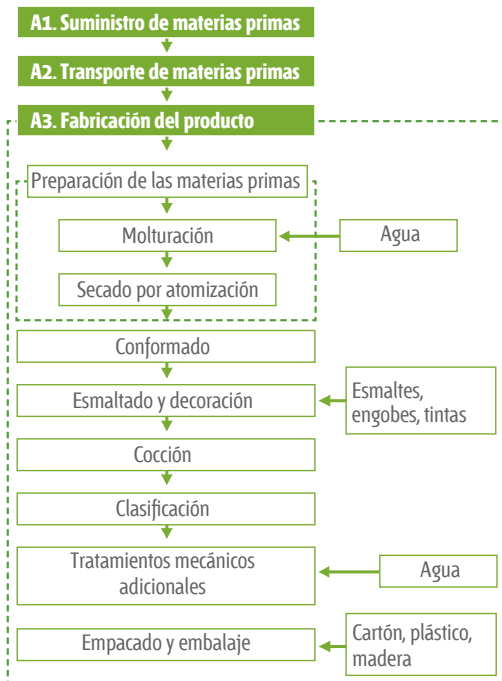 A1. Suministro de materias primas
A2. Transporte de materias primas
A3. Fabricación del producto
Preparación de las materias primas
Molturación
Agua
Secado por atomización
Conformado
Esmaltado y decoración
Esmaltes,
engobes, tintas
Cocción
Clasificación
Tratamientos mecánicos
adicionales
Agua
Empacado y embalaje
Cartón, plástico,
madera